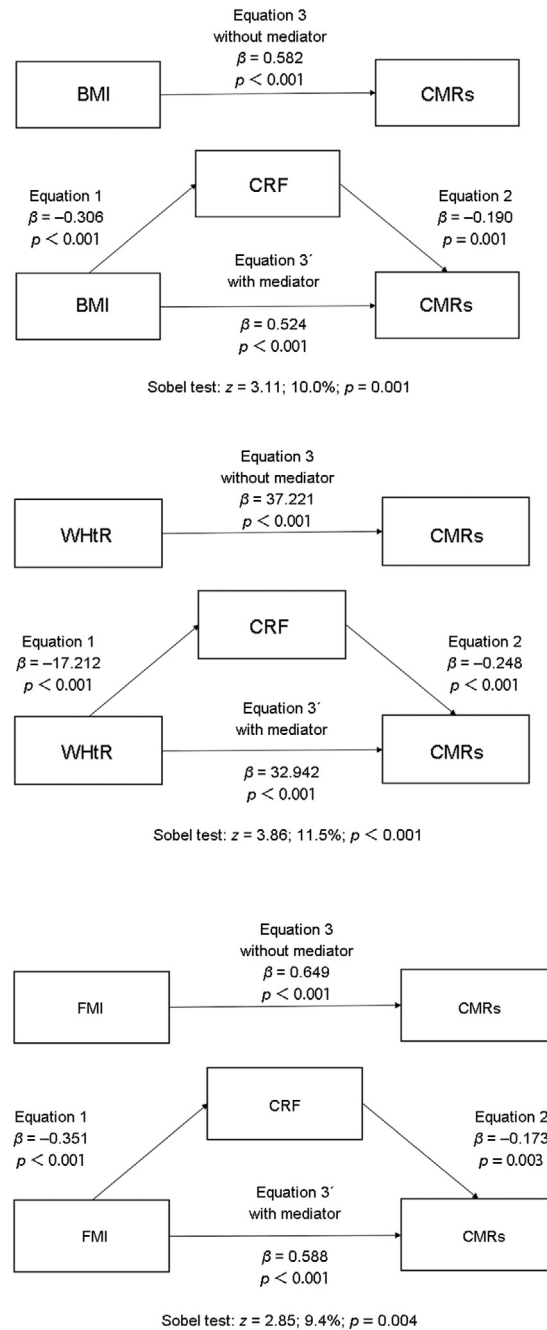 Equation 3
without mediator
β = 0.582
p < 0.001
BMI
CMRs
CRF
Equation 1
β = –0.306
p < 0.001
Equation 2
β = –0.190
p = 0.001
Equation 3´
with mediator
BMI
CMRs
β = 0.524
p < 0.001
Sobel test: z = 3.11; 10.0%; p = 0.001
Equation 3
without mediator
β = 37.221
p < 0.001
WHtR
CMRs
CRF
Equation 1
β = –17.212
p < 0.001
Equation 2
β = –0.248
p < 0.001
Equation 3´
with mediator
WHtR
CMRs
β = 32.942
p < 0.001
Sobel test: z = 3.86; 11.5%; p < 0.001
Equation 3
without mediator
β = 0.649
p < 0.001
FMI
CMRs
CRF
Equation 1
β = –0.351
p < 0.001
Equation 2
β = –0.173
p = 0.003
Equation 3´
with mediator
FMI
CMRs
β = 0.588
p < 0.001
Sobel test: z = 2.85; 9.4%; p = 0.004